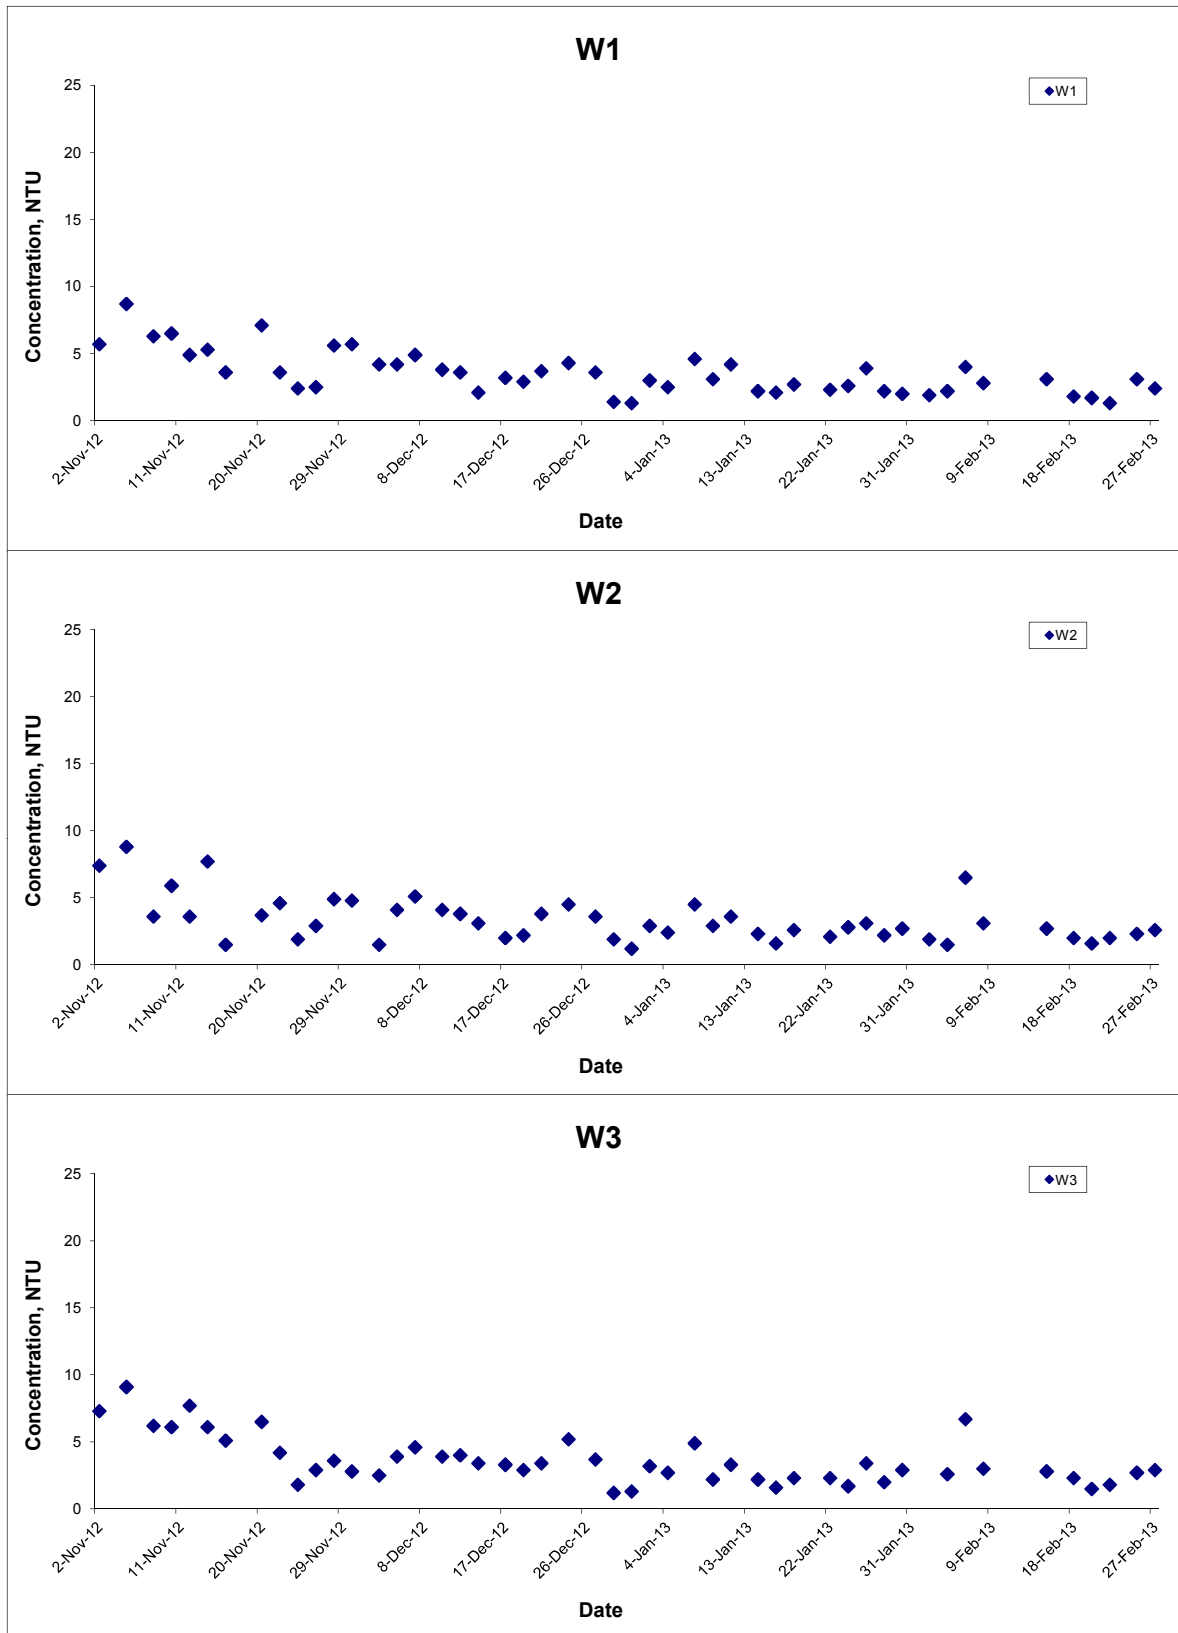 W1
W1
25
20
15
10
5
0
Concentration, NTU
2-Nov-12
11-Nov-12
20-Nov-12
29-Nov-12
8-Dec-12
17-Dec-12
26-Dec-12
4-Jan-13
13-Jan-13
22-Jan-13
31-Jan-13
9-Feb-13
18-Feb-13
27-Feb-13
Date
W2
W2
25
20
15
10
5
0
Concentration, NTU
2-Nov-12
11-Nov-12
20-Nov-12
29-Nov-12
8-Dec-12
17-Dec-12
26-Dec-12
4-Jan-13
13-Jan-13
22-Jan-13
31-Jan-13
9-Feb-13
18-Feb-13
27-Feb-13
Date
W3
W3
25
20
15
10
5
0
Concentration, NTU
2-Nov-12
11-Nov-12
20-Nov-12
29-Nov-12
8-Dec-12
17-Dec-12
26-Dec-12
4-Jan-13
13-Jan-13
22-Jan-13
31-Jan-13
9-Feb-13
18-Feb-13
27-Feb-13
Date